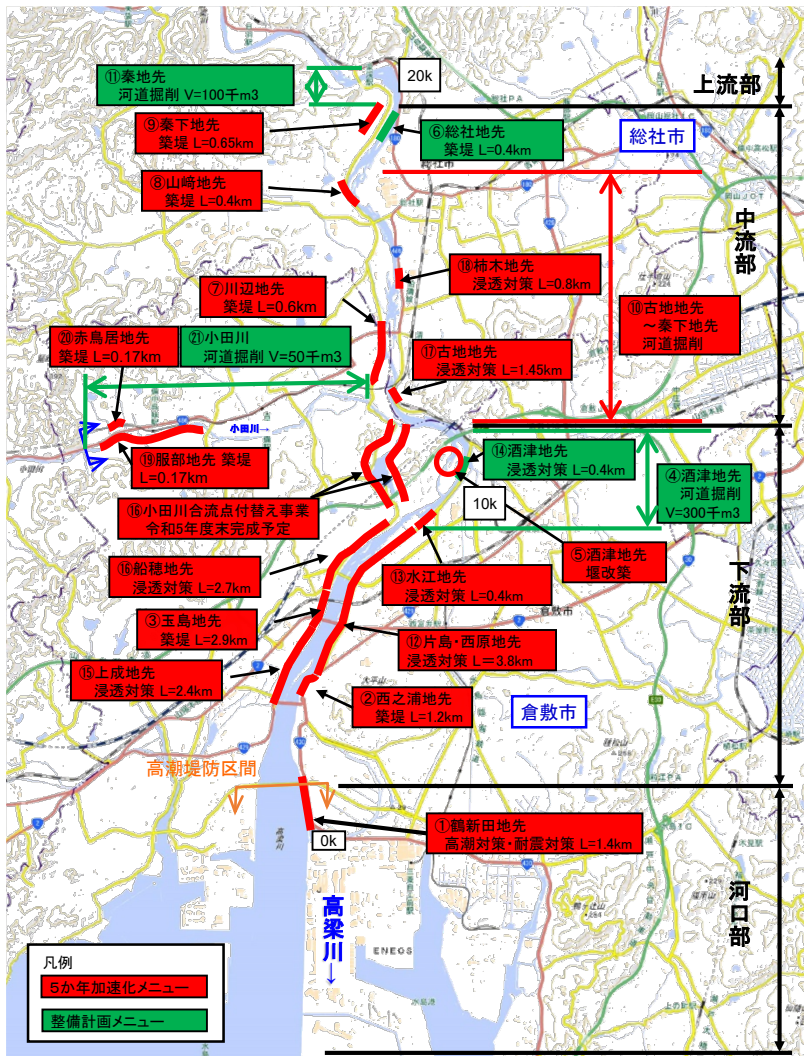 ⑪秦地先
河道掘削 V=100千m3
20k
上流部
⑨秦下地先
築堤 L=0.65km
⑥総社地先
築堤 L=0.4km
総社市
⑧山崎地先
築堤 L=0.4km
中流部
⑱柿木地先
浸透対策 L=0.8km
⑦川辺地先
築堤 L=0.6km
⑩古地地先
～秦下地先
河道掘削
⑳赤鳥居地先
築堤 L=0.17km
㉑小田川
河道掘削 V=50千m3
⑰古地地先
浸透対策 L=1.45km
小田川→
小田川
⑲服部地先 築堤
L=0.17km
⑭酒津地先
浸透対策 L=0.4km
④酒津地先
河道掘削
V=300千m3
10k
⑯小田川合流点付替え事業
令和5年度末完成予定
⑤酒津地先
堰改築
⑯船穂地先
浸透対策 L=2.7km
⑬水江地先
浸透対策 L=0.4km
下流部
倉敷市
③玉島地先
築堤 L=2.9km
⑫片島・西原地先
浸透対策 L＝3.8km
⑮上成地先
浸透対策 L=2.4km
②西之浦地先
築堤 L=1.2km
倉敷市
高潮堤防区間
①鶴新田地先
高潮対策・耐震対策 L=1.4km
0k
高梁川
高梁川→
河口部
ENEOS
水島港
凡例
5か年加速化メニュー
整備計画メニュー